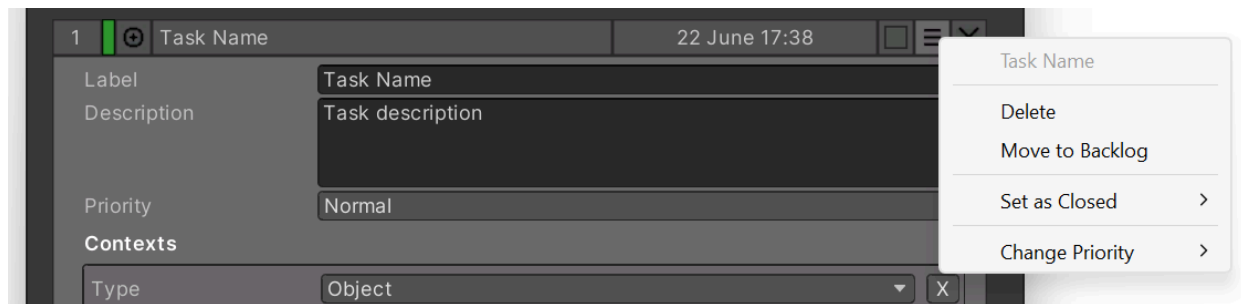 1 Task Name 22 June 17:38
Label Task Name
Description Task description
Priority Normal
Contexts
Type Object X
Task Name
Delete
Move to Backlog
Set as Closed
Change Priority